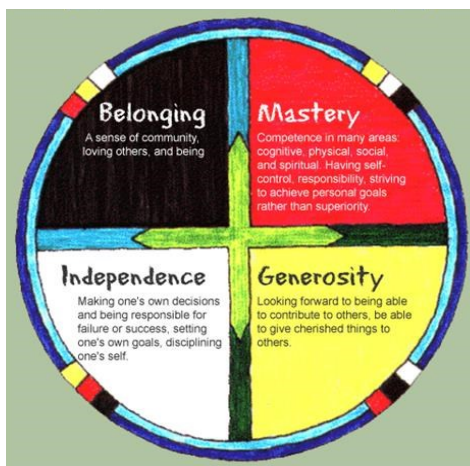 Belonging
A sense of community,
loving others, and being
Mastery
Competence in many areas:
cognitive, physical, social,
and spiritual. Having self-
control, responsibility, striving
to achieve personal goals
rather than superiority.
Independence
Making one's own decisions
and being responsible for
failure or success, setting
one's own goals, disciplining
one's self.
Generosity
Looking forward to being able
to contribute to others, be able
to give cherished things to
others.